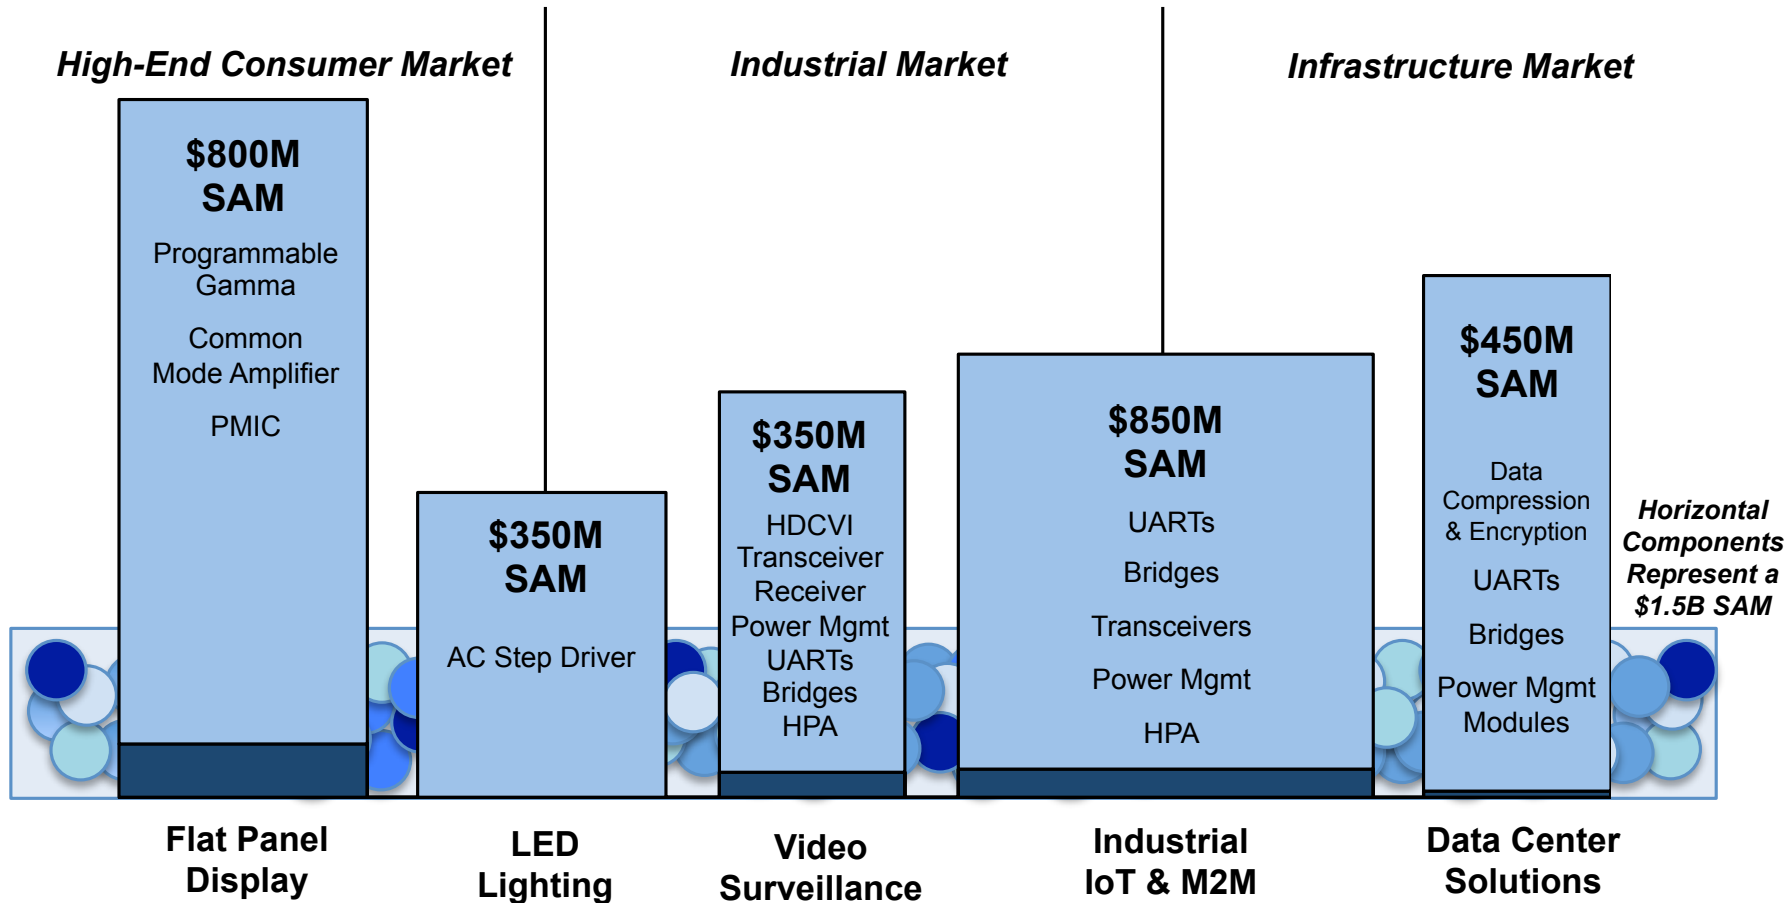 High-End Consumer Market
Industrial Market
Infrastructure Market
$800M
SAM
Programmable
Gamma
Common
Mode Amplifier
PMIC
$350M
SAM
AC Step Driver
$350M
SAM
HDCVI
Transceiver
Receiver
Power Mgmt
UARTs
Bridges
HPA
$850M
SAM
UARTs
Bridges
Transceivers
Power Mgmt
HPA
$450M
SAM
Data
Compression
& Encryption
UARTs
Bridges
Power Mgmt
Modules
Horizontal
Components
Represent a
$1.5B SAM
Flat Panel
Display
LED
Lighting
Video
Surveillance
Industrial
IoT & M2M
Data Center
Solutions